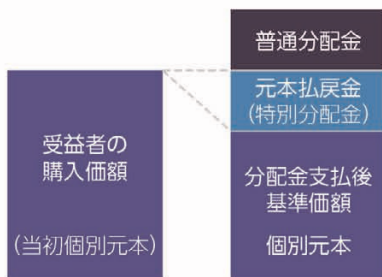 受益者の
購入価額
(当初個別元本)
普通分配金
元本払戻金
(特別分配金)
分配金支払後
基準価額
個別元本